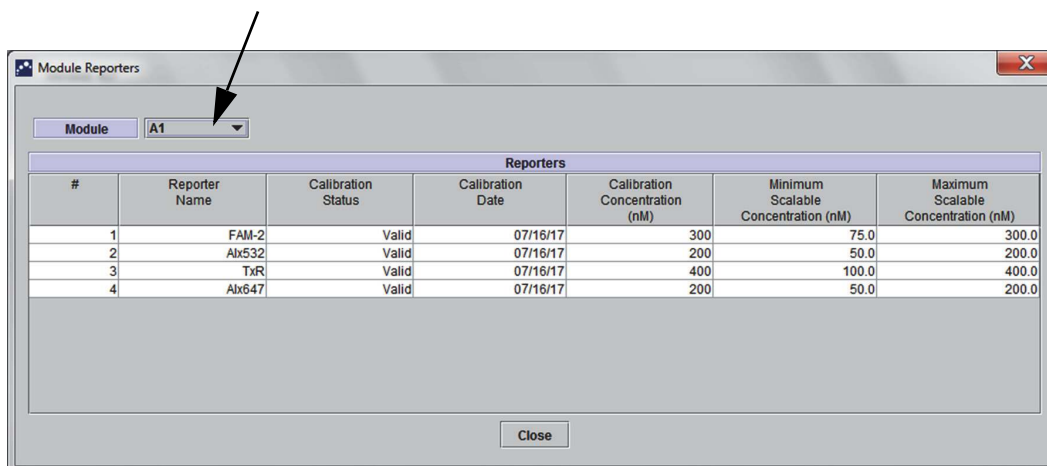 Module Reporters
Module A1
Reporters
# Reporter Name Calibration Status Calibration Date Calibration Concentration (nM) Minimum Scalable Concentration (nM) Maximum Scalable Concentration (nM)
1 FAM-2 Valid 07/16/17 300 75.0 300.0
2 Alx532 Valid 07/16/17 200 50.0 200.0
3 TxR Valid 07/16/17 400 100.0 400.0
4 Alx647 Valid 07/16/17 200 50.0 200.0
Close